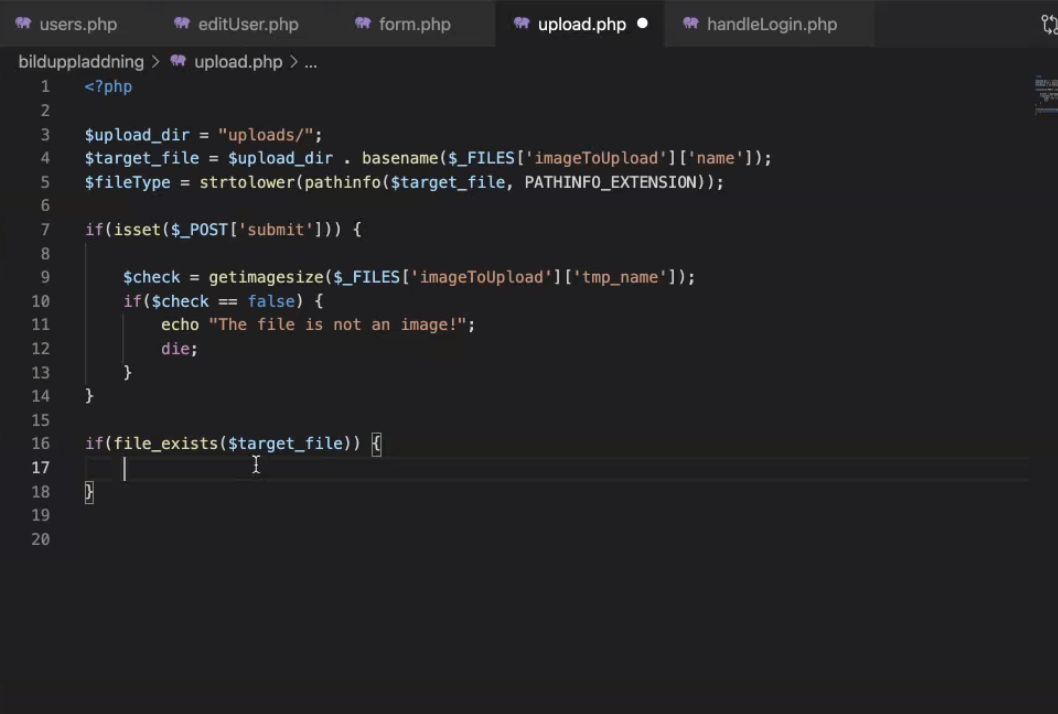 users.php editUser.php form.php upload.php handleLogin.php
bilduppladdning > upload.php > ...
1 <?php
2
3 $upload_dir = "uploads/";
4 $target_file = $upload_dir . basename($_FILES['imageToUpload']['name']);
5 $fileType = strtolower(pathinfo($target_file, PATHINFO_EXTENSION));
6
7 if(isset($_POST['submit'])) {
8
9 $check = getimagesize($_FILES['imageToUpload']['tmp_name']);
10 if($check == false) {
11 echo "The file is not an image!";
12 die;
13 }
14 }
15
16 if(file_exists($target_file)) {
17
18 }
19
20